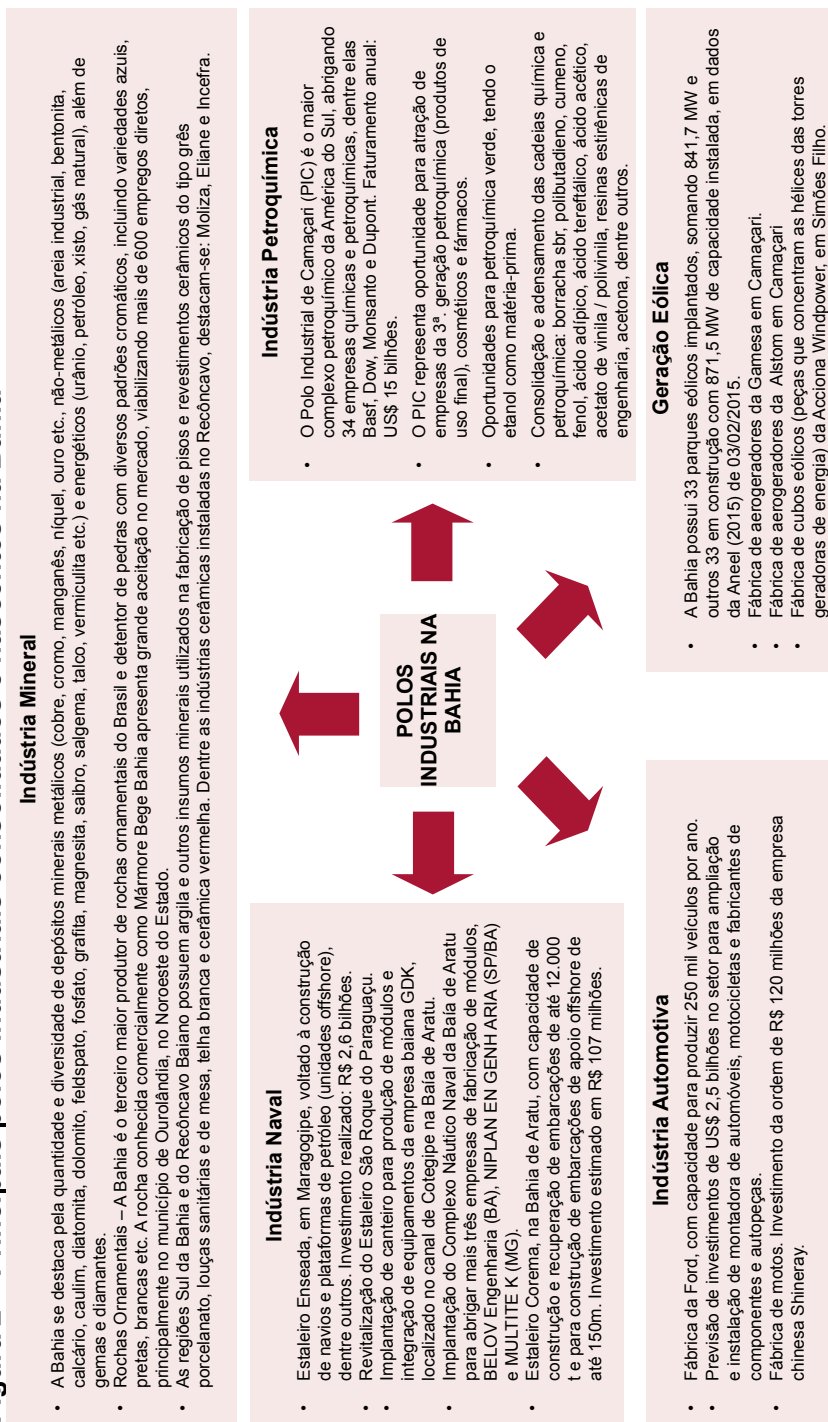 Indústria Mineral
• A Bahia se destaca pela quantidade e diversidade de depósitos minerais metálicos (cobre, cromo, manganês, níquel, ouro etc., não-metálicos (areia industrial, bentonita,
calcário, caulim, diatomito, dolomito, feldspato, fosfato, grafita, magnesita, saibro, salgema, talco, vermiculita etc.) e energéticos (urânio, petróleo, xisto, gás natural), além de
gemas e diamantes.
• Rochas Ornamentais – A Bahia é o terceiro maior produtor de rochas ornamentais do Brasil e detentor de pedras com diversos padrões cromáticos, incluindo variedades azuis,
pretas, brancas etc. A rocha conhecida comercialmente como Mármore Bege Bahia apresenta grande aceitação no mercado, viabilizando mais de 600 empregos diretos,
principalmente no município de Ourolândia, no Noroeste do Estado.
• As regiões Sul da Bahia e do Recôncavo Baiano possuem argila e outros insumos minerais utilizados na fabricação de pisos e revestimentos cerâmicos do tipo grês
porcelanato, louças sanitárias e de mesa, telha branca e cerâmica vermelha. Dentre as indústrias cerâmicas instaladas no Recôncavo, destacam-se: Moliza, Eliane e Incefra.
Indústria Naval
• Estaleiro Enseada, em Maragogipe, voltado à construção
de navios e plataformas de petróleo (unidades offshore),
dentre outros. Investimento realizado: R$ 2,6 bilhões.
• Revitalização do Estaleiro São Roque do Paraguaçu.
• Implantação de canteiro para produção de módulos e
integração de equipamentos da empresa baiana GDK,
localizado no canal de Cotegipe na Baía de Aratu.
• Implantação do Complexo Náutico Naval da Baía de Aratu
para abrigar mais três empresas de fabricação de módulos,
BELOV Engenharia (BA), NIPLAN EN GENH ARIA (SP/BA)
e MULTITE K (MG).
• Estaleiro Corema, na Bahia de Aratu, com capacidade de
construção e recuperação de embarcações de até 12.000
t e para construção de embarcações de apoio offshore de
até 150m. Investimento estimado em R$ 107 milhões.
POLOS
INDUSTRIAIS NA
BAHIA
Indústria Petroquímica
• O Polo Industrial de Camaçari (PIC) é o maior
complexo petroquímico da América do Sul, abrigando
34 empresas químicas e petroquímicas, dentre elas
Basf, Dow, Monsanto e Dupont. Faturamento anual:
US$ 15 bilhões.
• O PIC representa oportunidade para atração de
empresas da 3ª. geração petroquímica (produtos de
uso final), cosméticos e fármacos.
• Oportunidades para petroquímica verde, tendo o
etanol como matéria-prima.
• Consolidação e adensamento das cadeias química e
petroquímica: borracha sbr, polibutadieno, cumeno,
fenol, ácido adípico, ácido tereftálico, ácido acético,
acetato de vinila / polivinila, resinas estirênicas de
engenharia, acetona, dentre outros.
Indústria Automotiva
• Fábrica da Ford, com capacidade para produzir 250 mil veículos por ano.
• Previsão de investimentos de US$ 2,5 bilhões no setor para ampliação
e instalação de montadora de automóveis, motocicletas e fabricantes de
componentes e autopeças.
• Fábrica de motos. Investimento da ordem de R$ 120 milhões da empresa
chinesa Shineray.
Geração Eólica
• A Bahia possui 33 parques eólicos implantados, somando 841,7 MW e
outros 33 em construção com 871,5 MW de capacidade instalada, em dados
da Aneel (2015) de 03/02/2015.
• Fábrica de aerogeradores da Gamesa em Camaçari.
• Fábrica de aerogeradores da Alstom em Camaçari
• Fábrica de cubos eólicos (peças que concentram as hélices das torres
geradoras de energia) da Acciona Windpower, em Simões Filho.